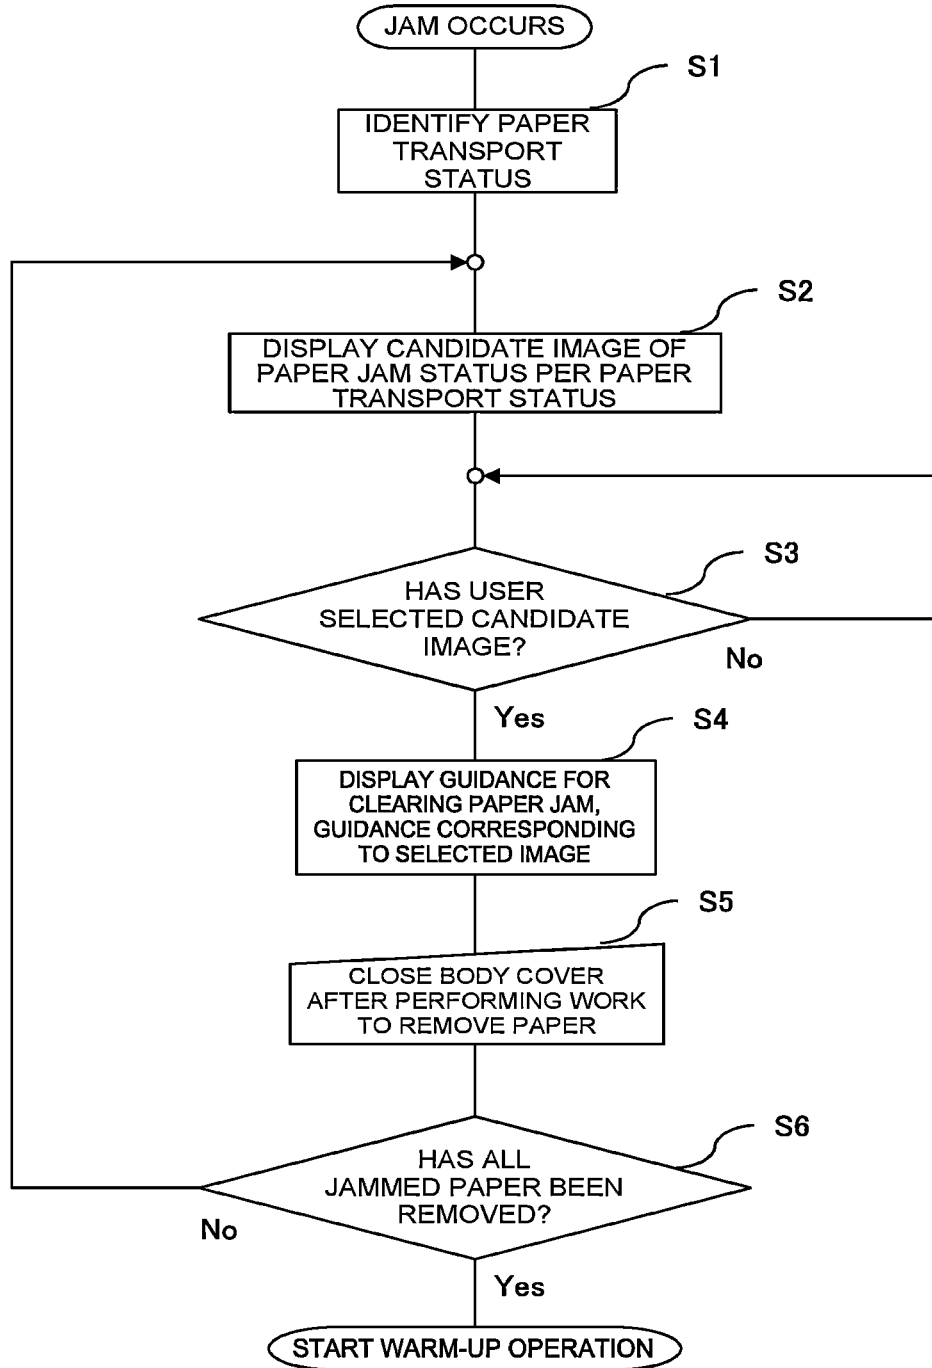 JAM OCCURS
S1
IDENTIFY PAPER
TRANSPORT
STATUS
S2
DISPLAY CANDIDATE IMAGE OF
PAPER JAM STATUS PER PAPER
TRANSPORT STATUS
S3
HAS USER
SELECTED CANDIDATE
IMAGE?
No
Yes
S4
DISPLAY GUIDANCE FOR
CLEARING PAPER JAM,
GUIDANCE CORRESPONDING
TO SELECTED IMAGE
S5
CLOSE BODY COVER
AFTER PERFORMING WORK
TO REMOVE PAPER
S6
HAS ALL
JAMMED PAPER BEEN
REMOVED?
No
Yes
START WARM-UP OPERATION